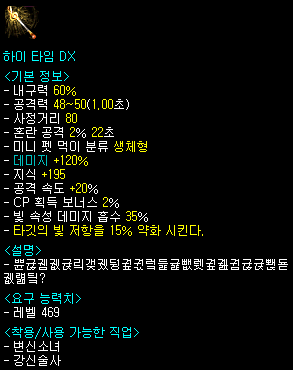 하이 타임 DX
<기본 정보>
- 내구력 60%
- 공격력 48~50(1.00초)
- 사정거리 80
- 혼란 공격 2% 22초
- 미니 펫 먹이 분류 생체형
- 데미지 +120%
- 지식 +195
- 공격 속도 +20%
- CP 획득 보너스 2%
- 빛 속성 데미지 흡수 35%
- 타깃의 빛 저항을 15% 약화 시킨다.
<설명>
<요구 능력치>
- 레벨 469
<착용/사용 가능한 직업>
- 변신소녀
- 강신술사